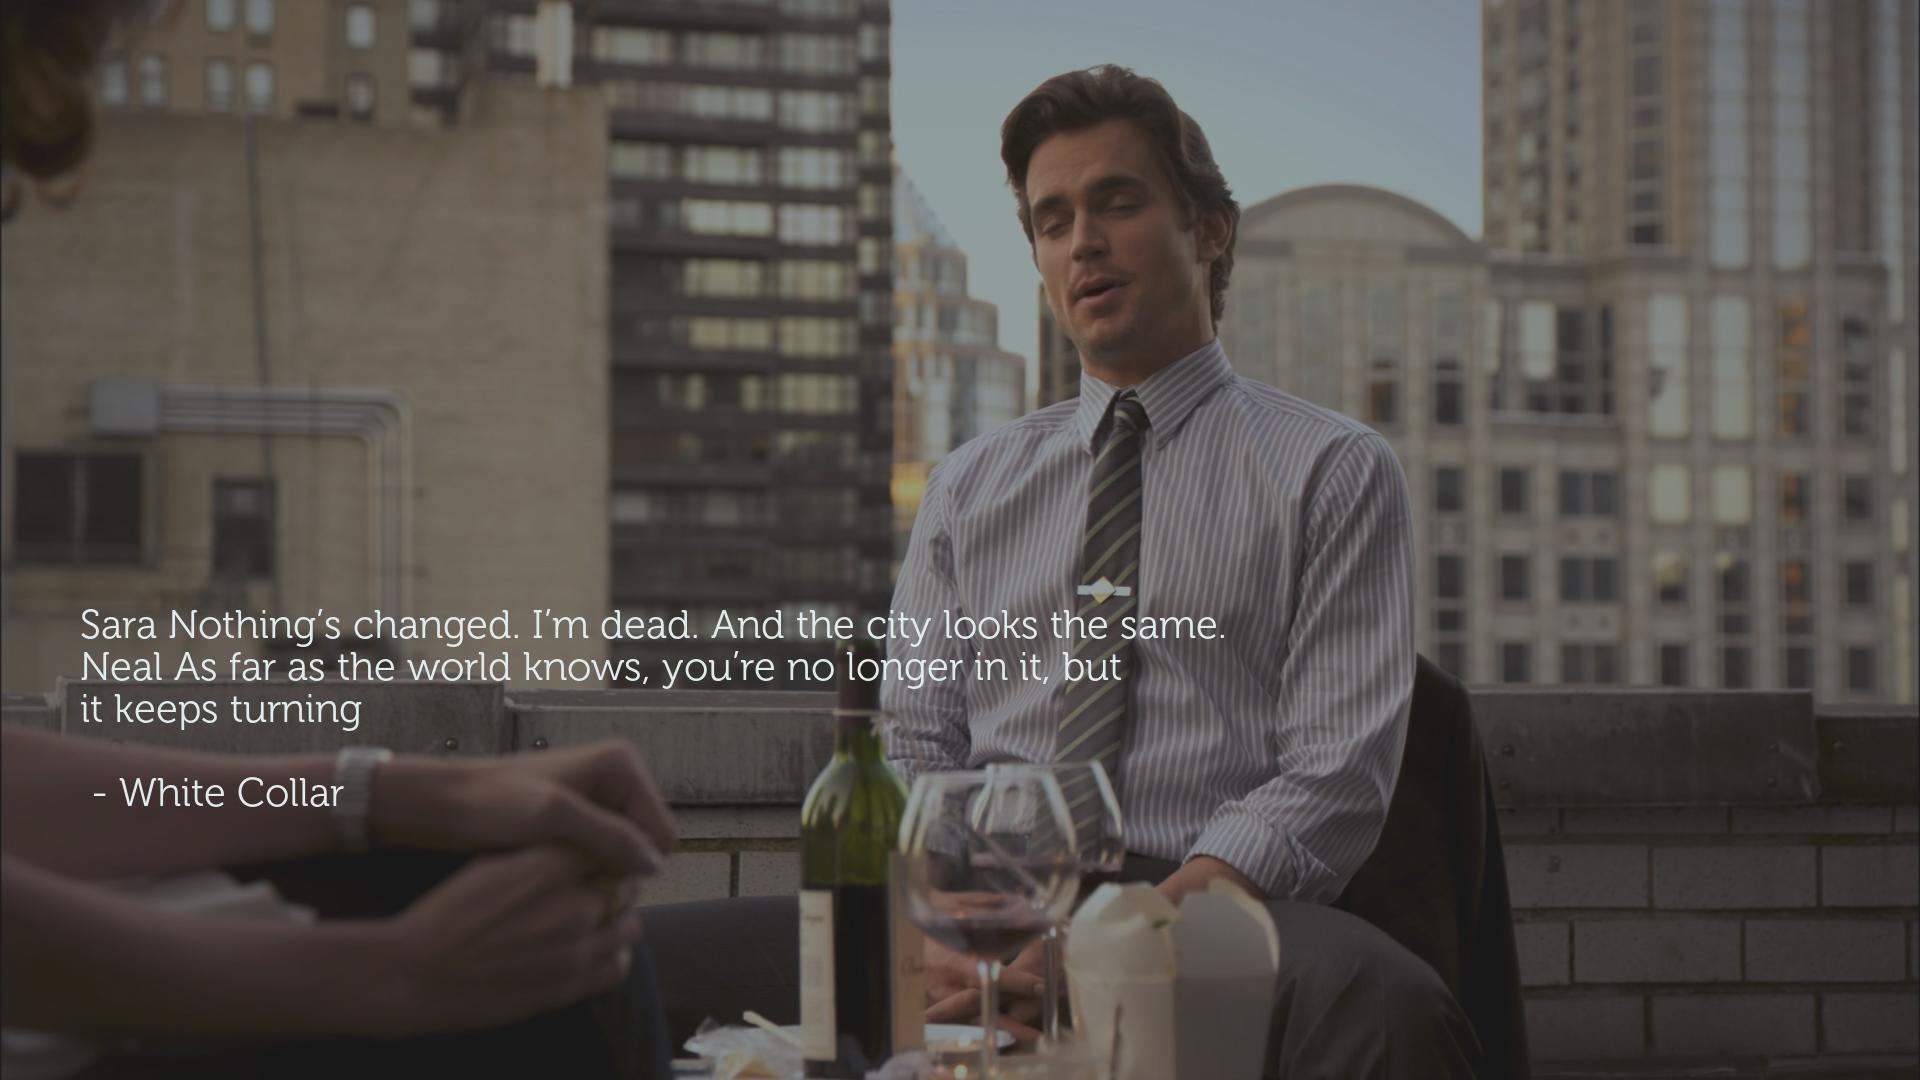 Sara Nothing’s changed. I’m dead. And the city looks the same.
Neal As far as the world knows, you’re no longer in it, but
it keeps turning
- White Collar